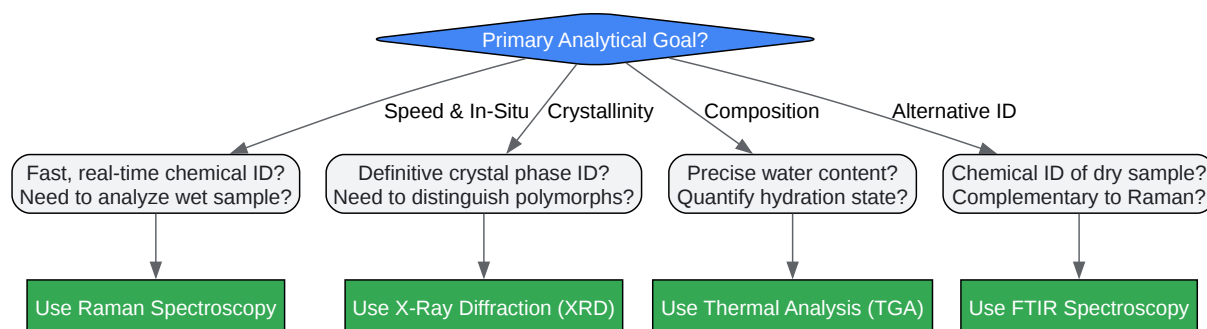 Primary Analytical Goal?
Speed & In-Situ
Crystallinity
Composition
Alternative ID
Fast, real-time chemical ID?
Need to analyze wet sample?
Definitive crystal phase ID?
Need to distinguish polymorphs?
Precise water content?
Quantify hydration state?
Chemical ID of dry sample?
Complementary to Raman?
Use Raman Spectroscopy
Use X-Ray Diffraction (XRD)
Use Thermal Analysis (TGA)
Use FTIR Spectroscopy